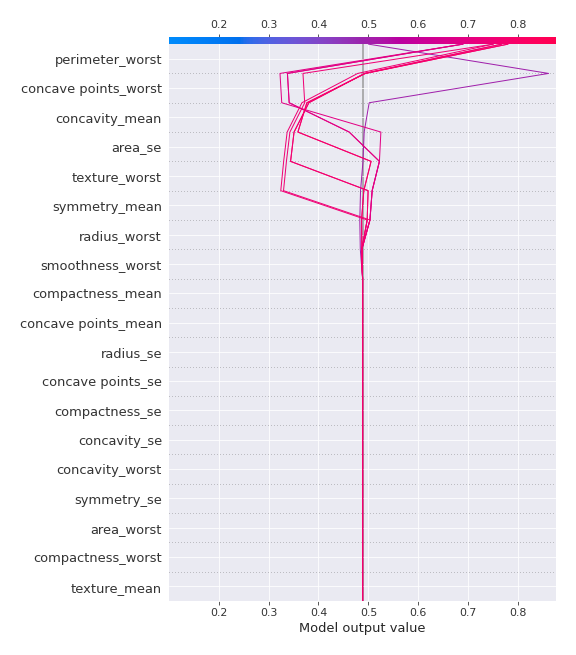 0.2 0.3 0.4 0.5 0.6 0.7 0.8
perimeter_worst
concave points_worst
concavity_mean
area_se
texture_worst
symmetry_mean
radius_worst
smoothness_worst
compactness_mean
concave points_mean
radius_se
concave points_se
compactness_se
concavity_se
concavity_worst
symmetry_se
area_worst
compactness_worst
texture_mean
0.2 0.3 0.4 0.5 0.6 0.7 0.8
Model output value